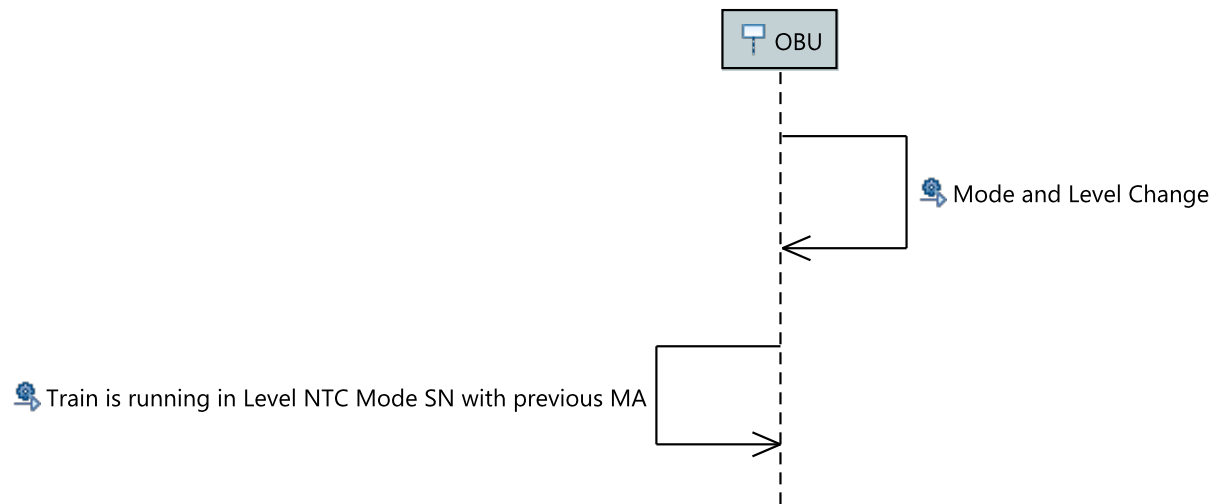 OBU
Mode and Level Change
Train is running in Level NTC Mode SN with previous MA